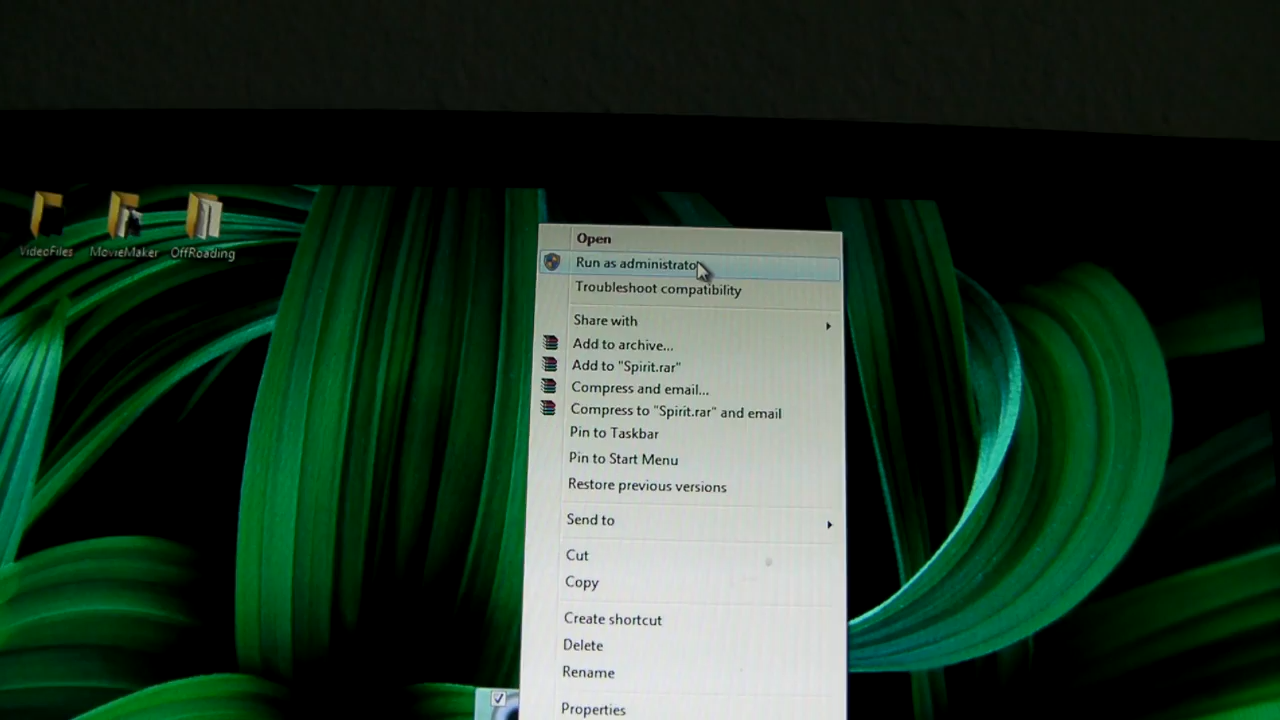 VideoFiles
MovieMaker
OffRoading
Open
Run as administrato
Troubleshoot compatibility
Share with
Add to archive...
Add to "Spirit.rar"
Compress and email...
Compress to "Spirit.rar" and email
Pin to Taskbar
Pin to Start Menu
Restore previous versions
Send to
Cut
Copy
Create shortcut
Delete
Rename
Properties